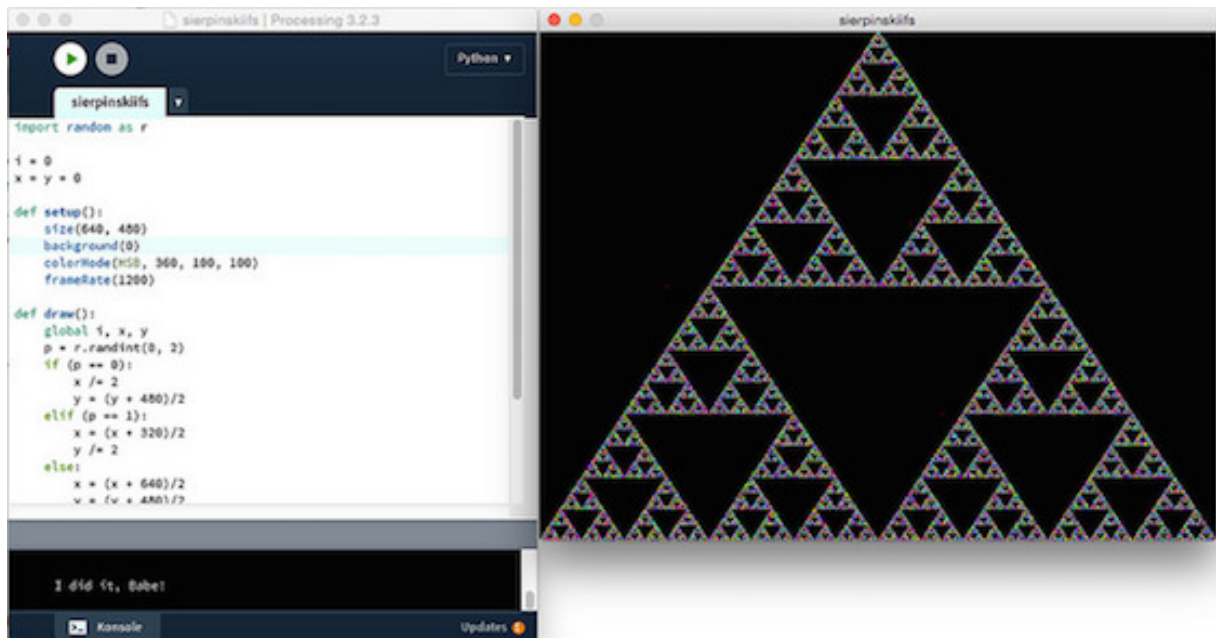 sierpinskiifs | Processing 3.2.3
Python ▾
sierpinskiifs
import random as r
i = 0
x = y = 0
def setup():
    size(640, 480)
    background(0)
    colorMode(HSB, 360, 100, 100)
    frameRate(1200)
def draw():
    global i, x, y
    p = r.randint(0, 2)
    if (p == 0):
        x /= 2
        y = (y + 480)/2
    elif (p == 1):
        x = (x + 320)/2
        y /= 2
    else:
        x = (x + 640)/2
        y = (y + 480)/2
I did it, Babe!
Konsole
Updates
sierpinskiifs